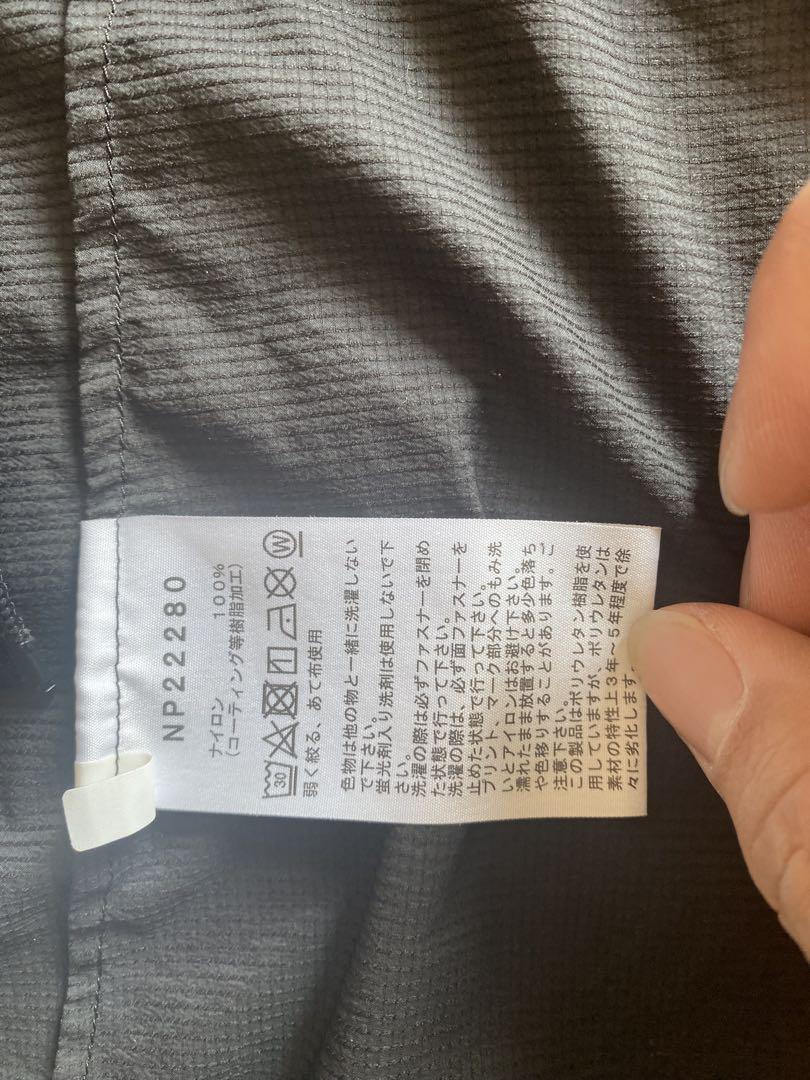 NP22280
ナイロン 100%
(コーティング等樹脂加工)
30 W
弱く絞る、あて布使用
色物は他の物と一緒に洗濯しない
で下さい。
蛍光剤入り洗剤は使用しないで下
さい。
洗濯の際は必ずファスナーを閉め
た状態で行って下さい。
洗濯の際は、必ず面ファスナーを
止めた状態で行って下さい。
プリント、マーク部分へのもみ洗
いとアイロンはお避け下さい。
濡れたまま放置すると多少色落ち
や色移りすることがあります。ご
注意下さい。
この製品はポリウレタン樹脂を使
用していますが、ポリウレタンは
素材の特性上3年~5年程度で徐
々に劣化します